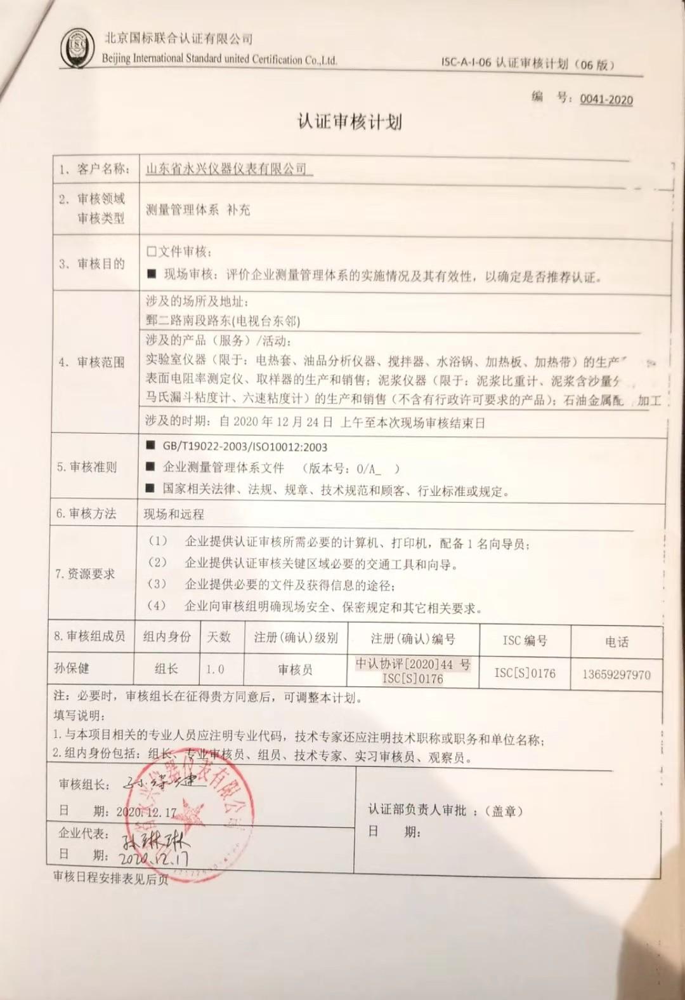 北京国标联合认证有限公司
Beijing International Standard united Certification Co.,Ltd.
ISC-A-I-06 认证审核计划（06 版）
编 号：0041-2020
认证审核计划
1、客户名称：
山东省永兴仪器仪表有限公司
2、审核领域
审核类型
测量管理体系 补充
3、审核目的
□文件审核：
■ 现场审核：评价企业测量管理体系的实施情况及其有效性，以确定是否推荐认证。
4．审核范围
涉及的场所及地址：
鄄二路南段路东(电视台东邻)
涉及的产品（服务）/活动：
实验室仪器（限于：电热套、油品分析仪器、搅拌器、水浴锅、加热板、加热带）的生产
表面电阻率测定仪、取样器的生产和销售；泥浆仪器（限于：泥浆比重计、泥浆含沙量
马氏漏斗粘度计、六速粘度计）的生产和销售（不含有行政许可要求的产品）；石油金属配 加工
涉及的时期：自 2020 年 12 月 24 日 上午至本次现场审核结束日
5.审核准则
■ GB/T19022-2003/ISO10012:2003
■ 企业测量管理体系文件 （版本号：O/A_ ）
■ 国家相关法律、法规、规章、技术规范和顾客、行业标准或规定。
6.审核方法
现场和远程
7.资源要求
（1） 企业提供认证审核所需必要的计算机、打印机，配备 1 名向导员；
（2） 企业提供认证审核关键区域必要的交通工具和向导。
（3） 企业提供必要的文件及获得信息的途径；
（4） 企业向审核组明确现场安全、保密规定和其它相关要求。
8.审核组成员 组内身份 天数 注册(确认)级别 注册(确认)编号 ISC 编号 电话
孙保健 组长 1.0 审核员 中认协评[2020]44 号 ISC[S]0176 13659297970
ISC[S]0176
注：必要时，审核组长在征得贵方同意后，可调整本计划。
填写说明：
1.与本项目相关的专业人员应注明专业代码，技术专家还应注明技术职称或职务和单位名称；
2.组内身份包括：组长、专业审核员、组员、技术专家、实习审核员、观察员。
审核组长：孙保健
日 期：2020.12.17
企业代表：孙琳琳
日 期：2020.12.17
认证部负责人审批 ：（盖章）
日 期：
审核日程安排表见后页